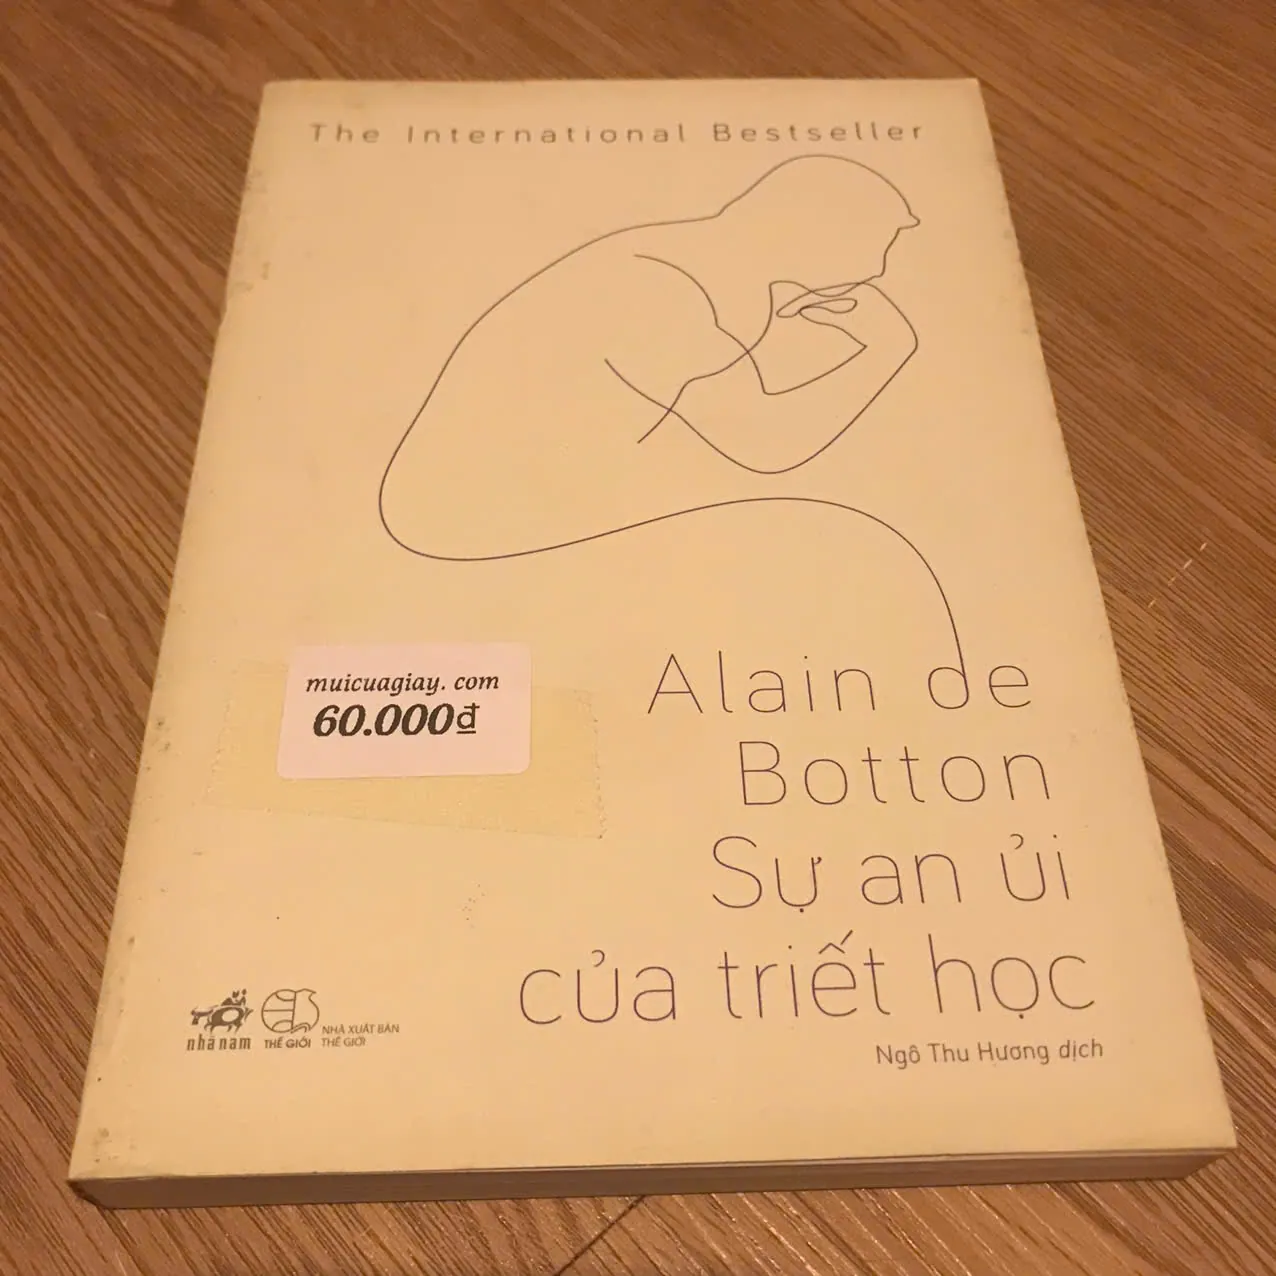 The International Bestseller
muicuagiay. com
60.000đ
Alain de
Botton
Sự an ủi
của triết học
Ngô Thu Hương dịch
nhã nam
THẾ GIỚI
NHÀ XUẤT BẢN
THẾ GIỚI